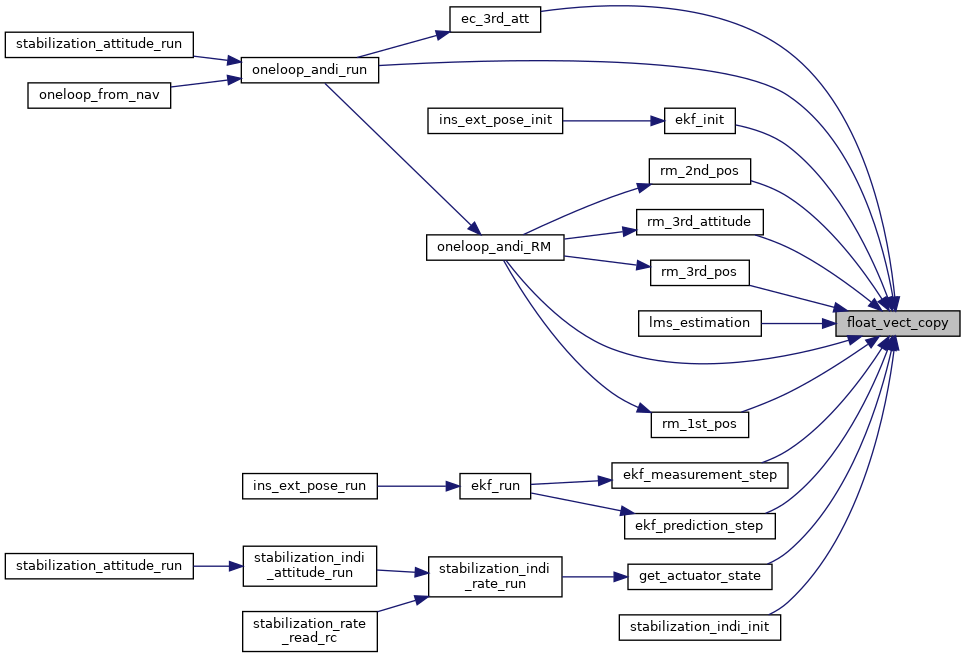 ec_3rd_att
stabilization_attitude_run
oneloop_andi_run
oneloop_from_nav
ins_ext_pose_init
ekf_init
rm_2nd_pos
rm_3rd_attitude
oneloop_andi_RM
rm_3rd_pos
lms_estimation
float_vect_copy
rm_1st_pos
ekf_measurement_step
ins_ext_pose_run
ekf_run
ekf_prediction_step
stabilization_attitude_run
stabilization_indi
_attitude_run
stabilization_indi
_rate_run
get_actuator_state
stabilization_rate
_read_rc
stabilization_indi_init